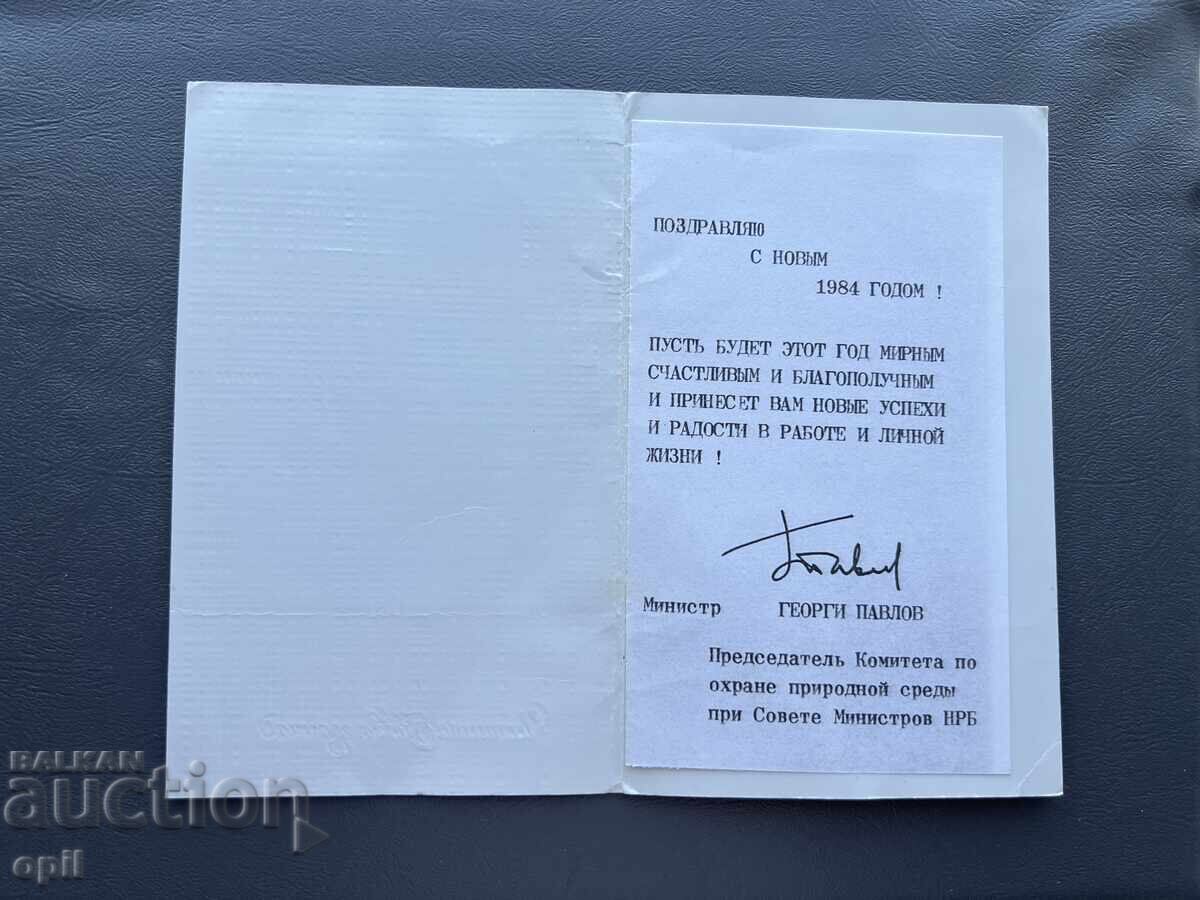 ПОЗДРАВЛЯЮ
С НОВЫМ
1984 ГОДОМ !
ПУСТЬ БУДЕТ ЭТОТ ГОД МИРНЫМ
СЧАСТЛИВЫМ И БЛАГОПОЛУЧНЫМ
И ПРИНЕСЕТ ВАМ НОВЫЕ УСПЕХИ
И РАДОСТИ В РАБОТЕ И ЛИЧНОЙ
ЖИЗНИ !
Министр ГЕОРГИ ПАВЛОВ
Председатель Комитета по
охране природной среды
при Совете Министров НРБ
BALKAN
auction
opil